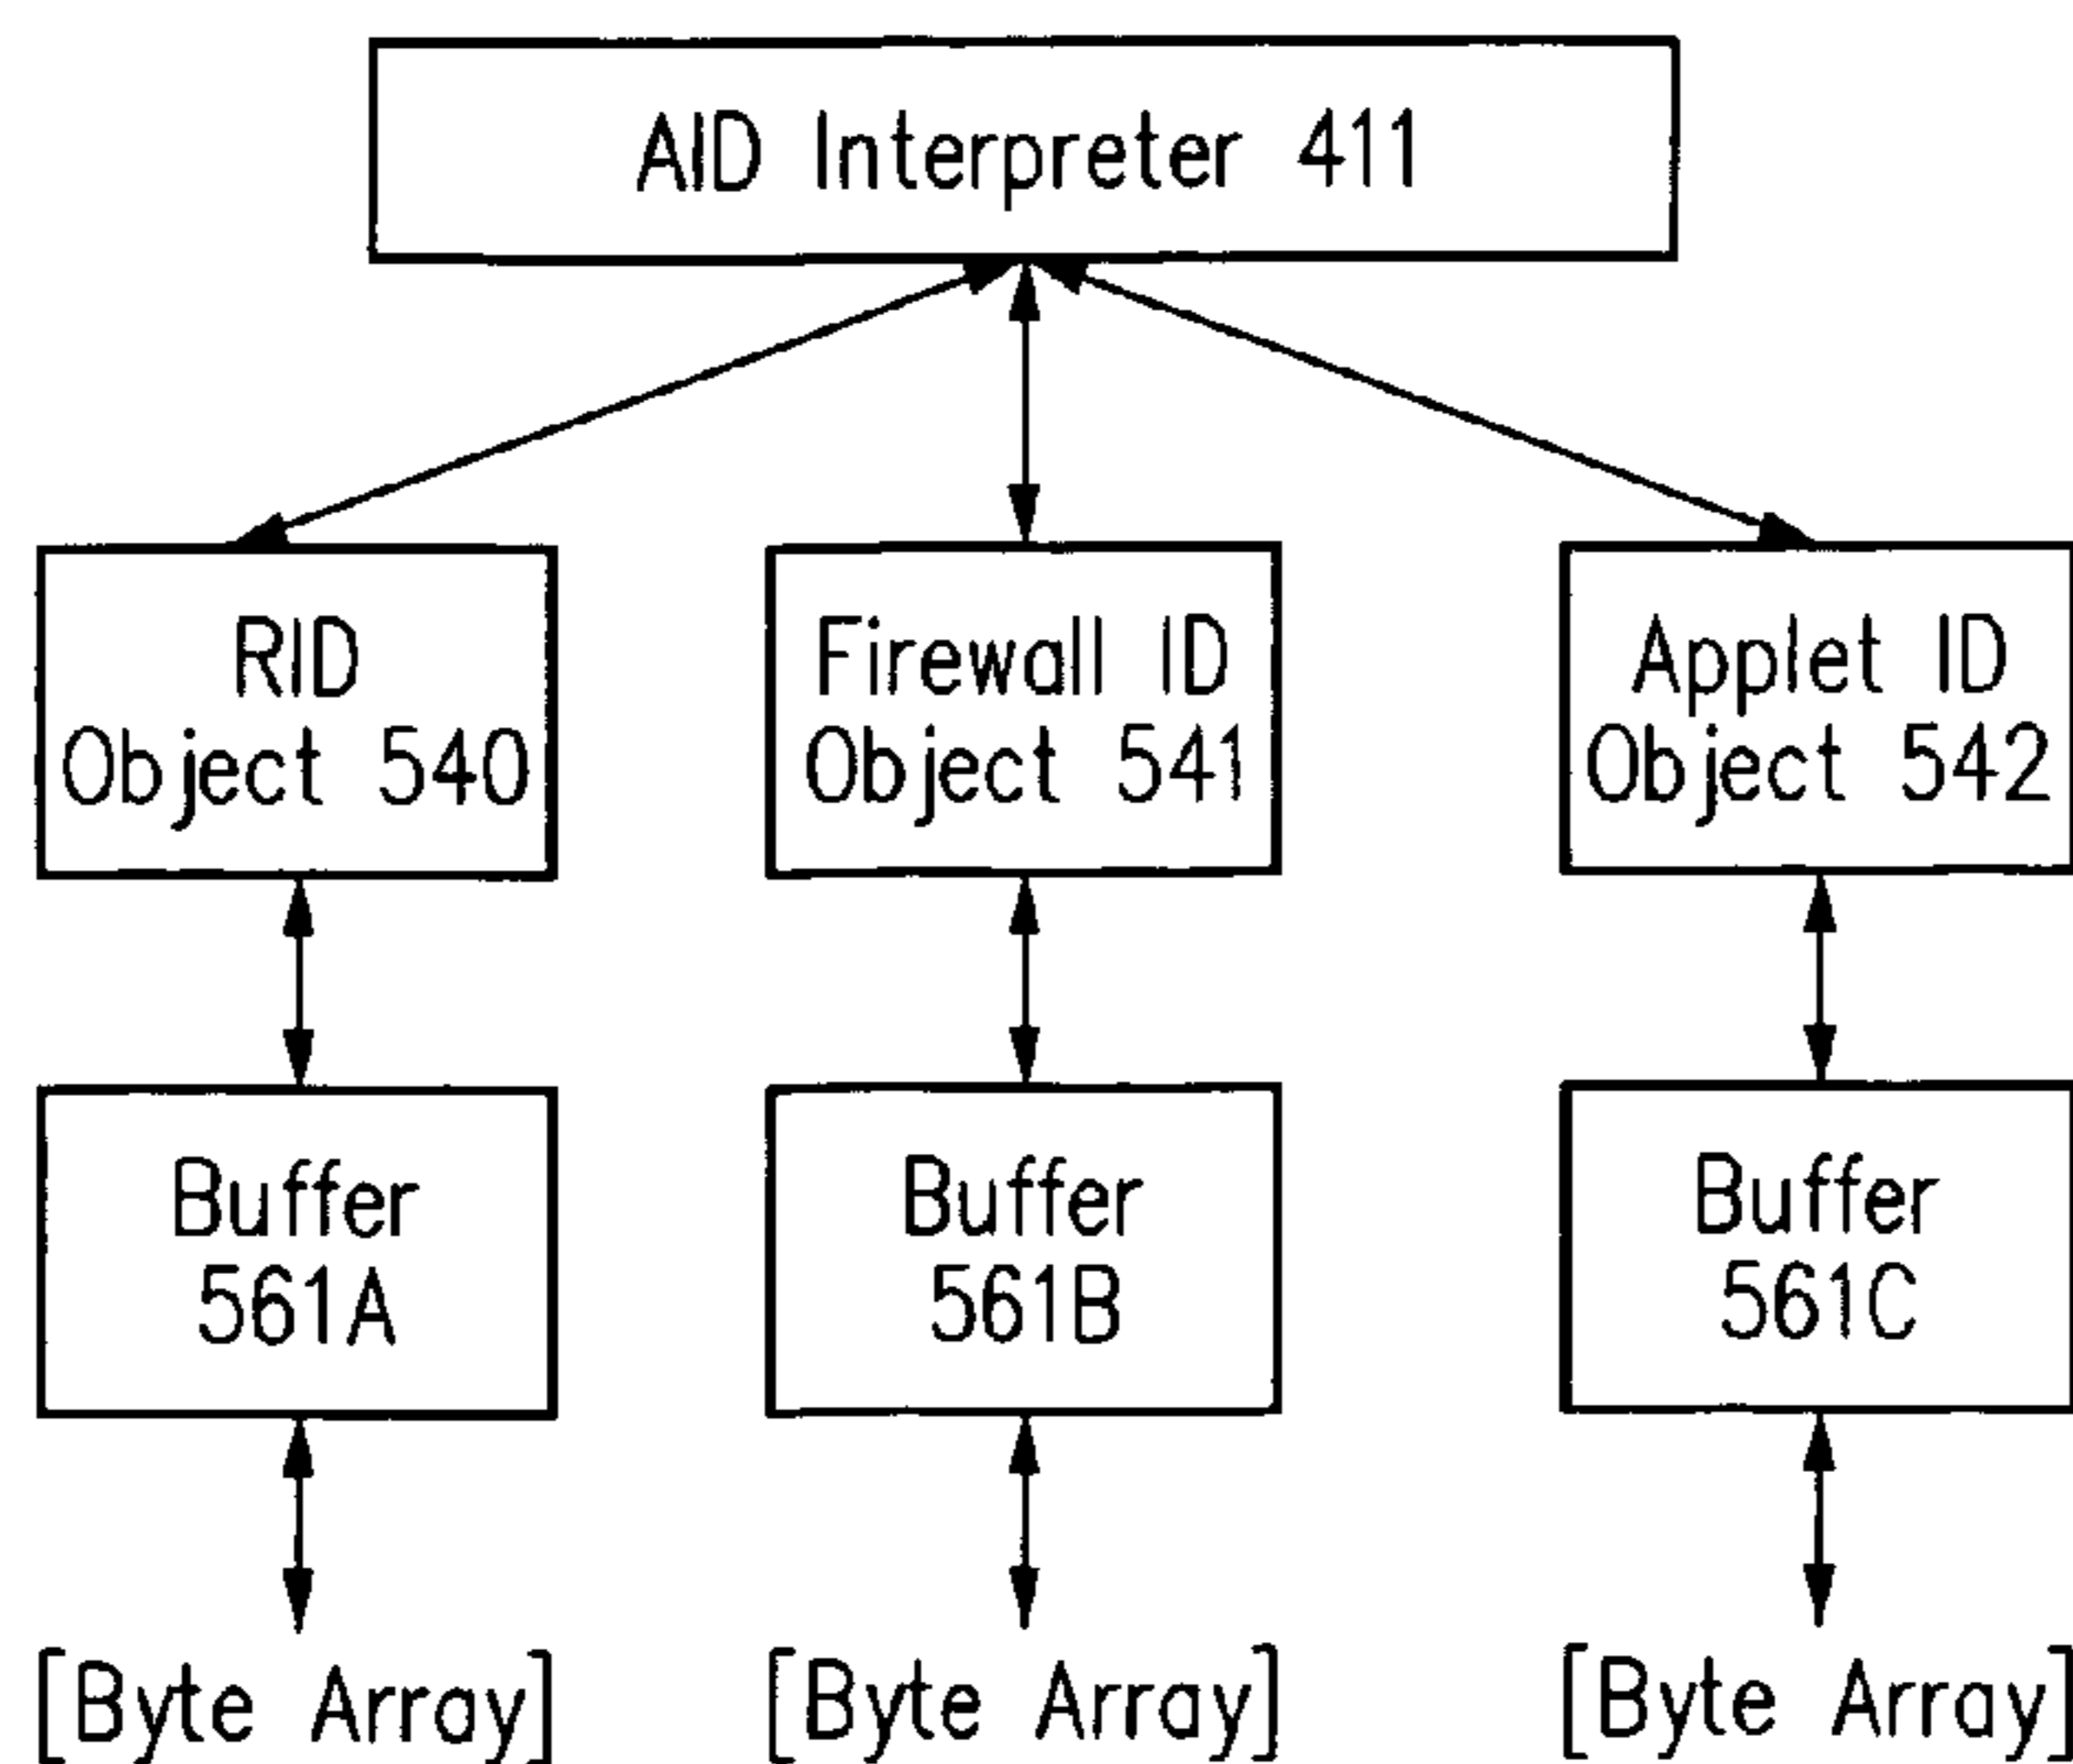 AID Interpreter 411
RID
Object 540
Firewall ID
Object 541
Applet ID
Object 542
Buffer
561A
Buffer
561B
Buffer
561C
[Byte Array]
[Byte Array]
[Byte Array]